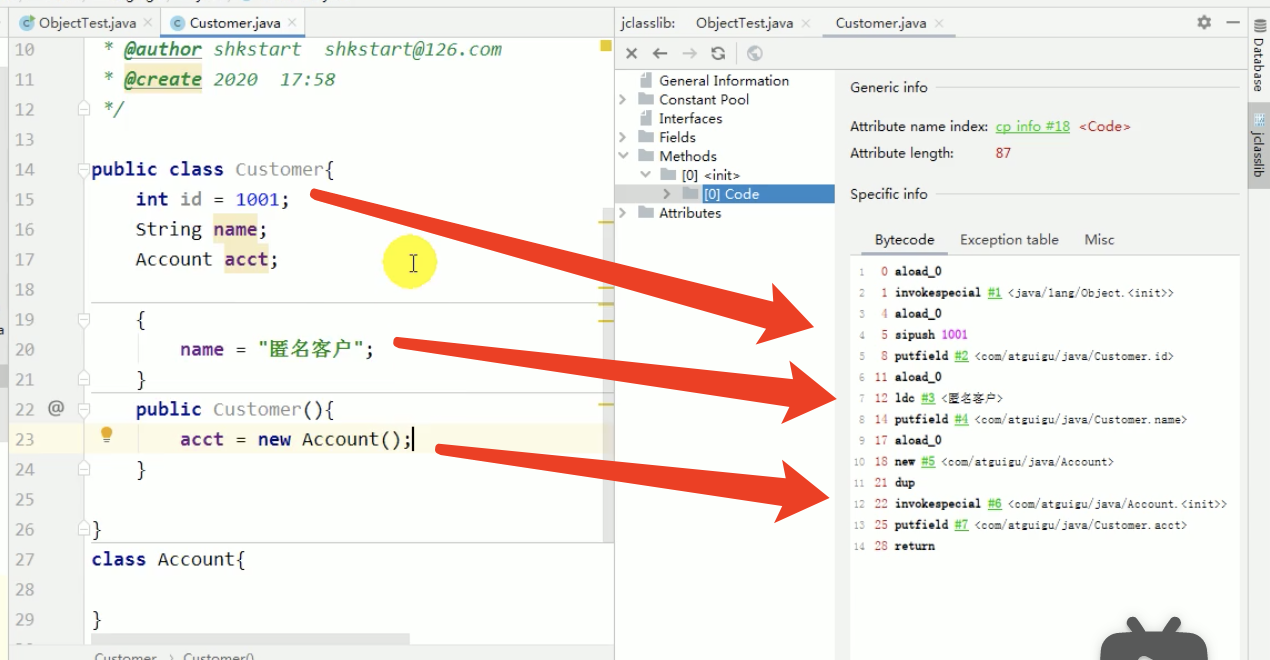 ObjectTest.java
Customer.java
10 * @author shkstart shkstart@126.com
11 * @create 2020 17:58
12 */
13
14 public class Customer{
15 int id = 1001;
16 String name;
17 Account acct;
18
19 {
20 name = "匿名客户";
21 }
22 @ public Customer(){
23 acct = new Account();
24 }
25
26 }
27 class Account{
28
29 }
jclasslib: ObjectTest.java Customer.java
General Information
Constant Pool
Interfaces
Fields
Methods
[0] <init>
[0] Code
Attributes
Generic info
Attribute name index: cp info #18 <Code>
Attribute length: 87
Specific info
Bytecode Exception table Misc
1 0 aload_0
2 1 invokespecial #1 <java/lang/Object.<init>>
3 4 aload_0
4 5 sipush 1001
5 8 putfield #2 <com/atguigu/java/Customer.id>
6 11 aload_0
7 12 ldc #3 <匿名客户>
8 14 putfield #4 <com/atguigu/java/Customer.name>
9 17 aload_0
10 18 new #5 <com/atguigu/java/Account>
11 21 dup
12 22 invokespecial #6 <com/atguigu/java/Account.<init>>
13 25 putfield #7 <com/atguigu/java/Customer.acct>
14 28 return
Database
jclasslib
Customer > Customer()